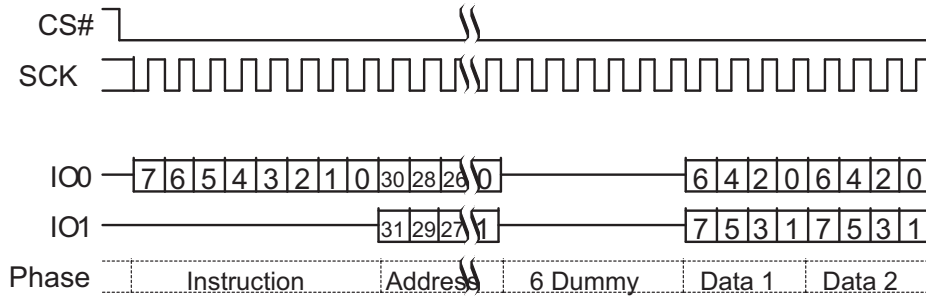 CS#
SCK
IO0 7 6 5 4 3 2 1 0 30 28 26 0 6 4 2 0 6 4 2 0
IO1 31 29 27 1 7 5 3 1 7 5 3 1
Phase Instruction Address 6 Dummy Data 1 Data 2